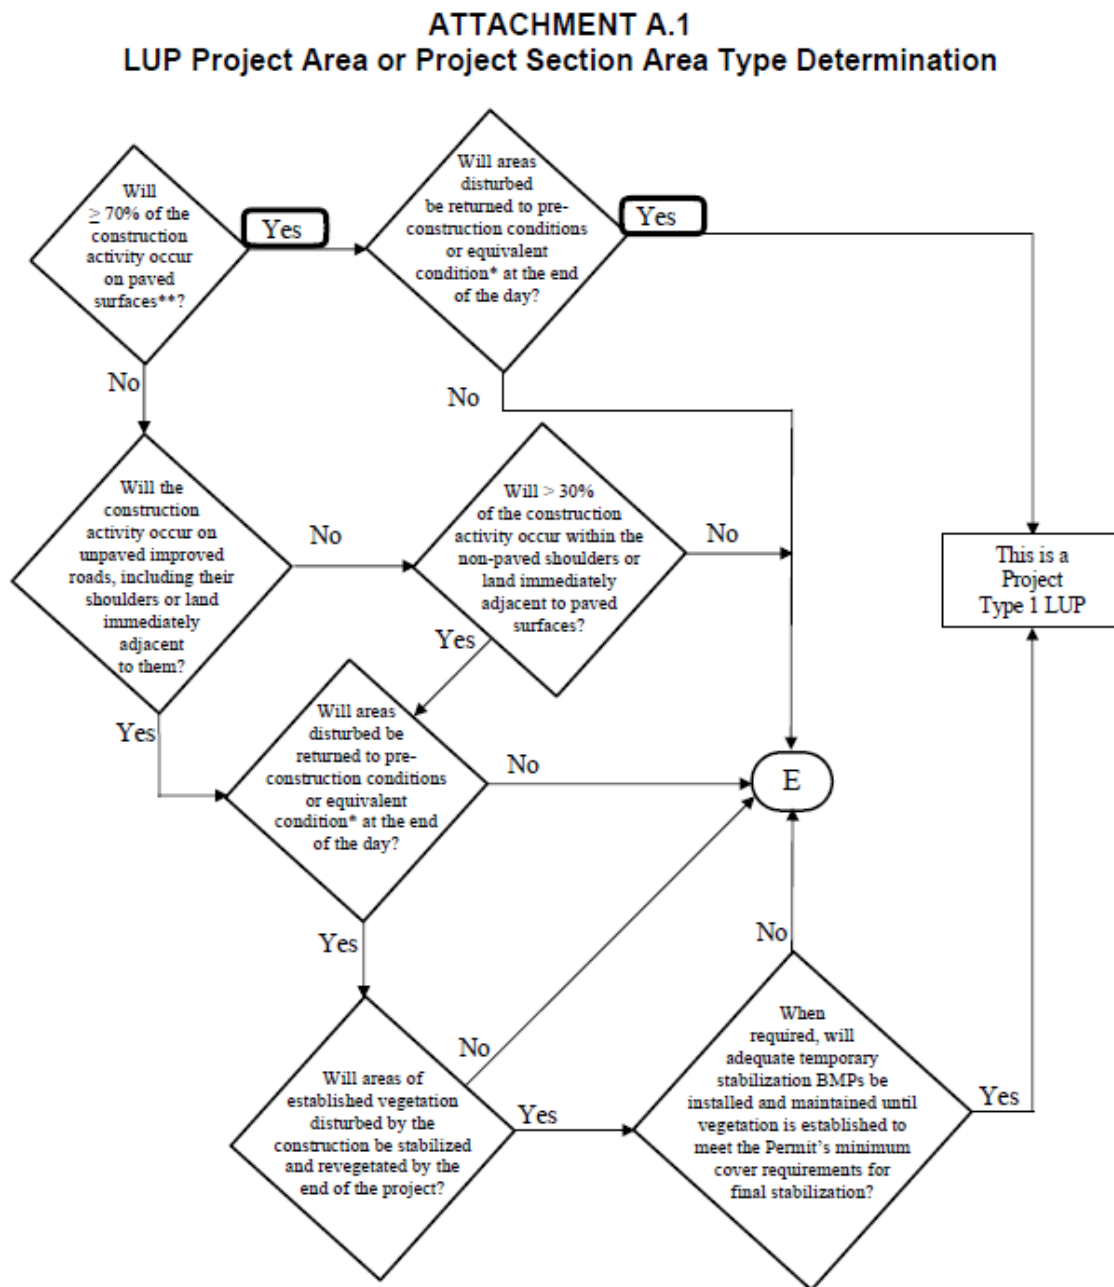 ATTACHMENT A.1
LUP Project Area or Project Section Area Type Determination
Will
≥ 70% of the
construction
activity occur
on paved
surfaces**?
Yes
Will areas
disturbed
be returned to pre-
construction conditions
or equivalent
condition* at the end
of the day?
Yes
No
No
Will the
construction
activity occur on
unpaved improved
roads, including their
shoulders or land
immediately
adjacent
to them?
No
Will > 30%
of the construction
activity occur within the
non-paved shoulders or
land immediately
adjacent to paved
surfaces?
No
This is a
Project
Type 1 LUP
Yes
Yes
Will areas
disturbed be
returned to pre-
construction conditions
or equivalent
condition* at the end
of the day?
No
E
Yes
No
No
Will areas of
established vegetation
disturbed by the
construction be stabilized
and revegetated by the
end of the project?
Yes
When
required, will
adequate temporary
stabilization BMPs be
installed and maintained until
vegetation is established to
meet the Permit's minimum
cover requirements for
final stabilization?
Yes